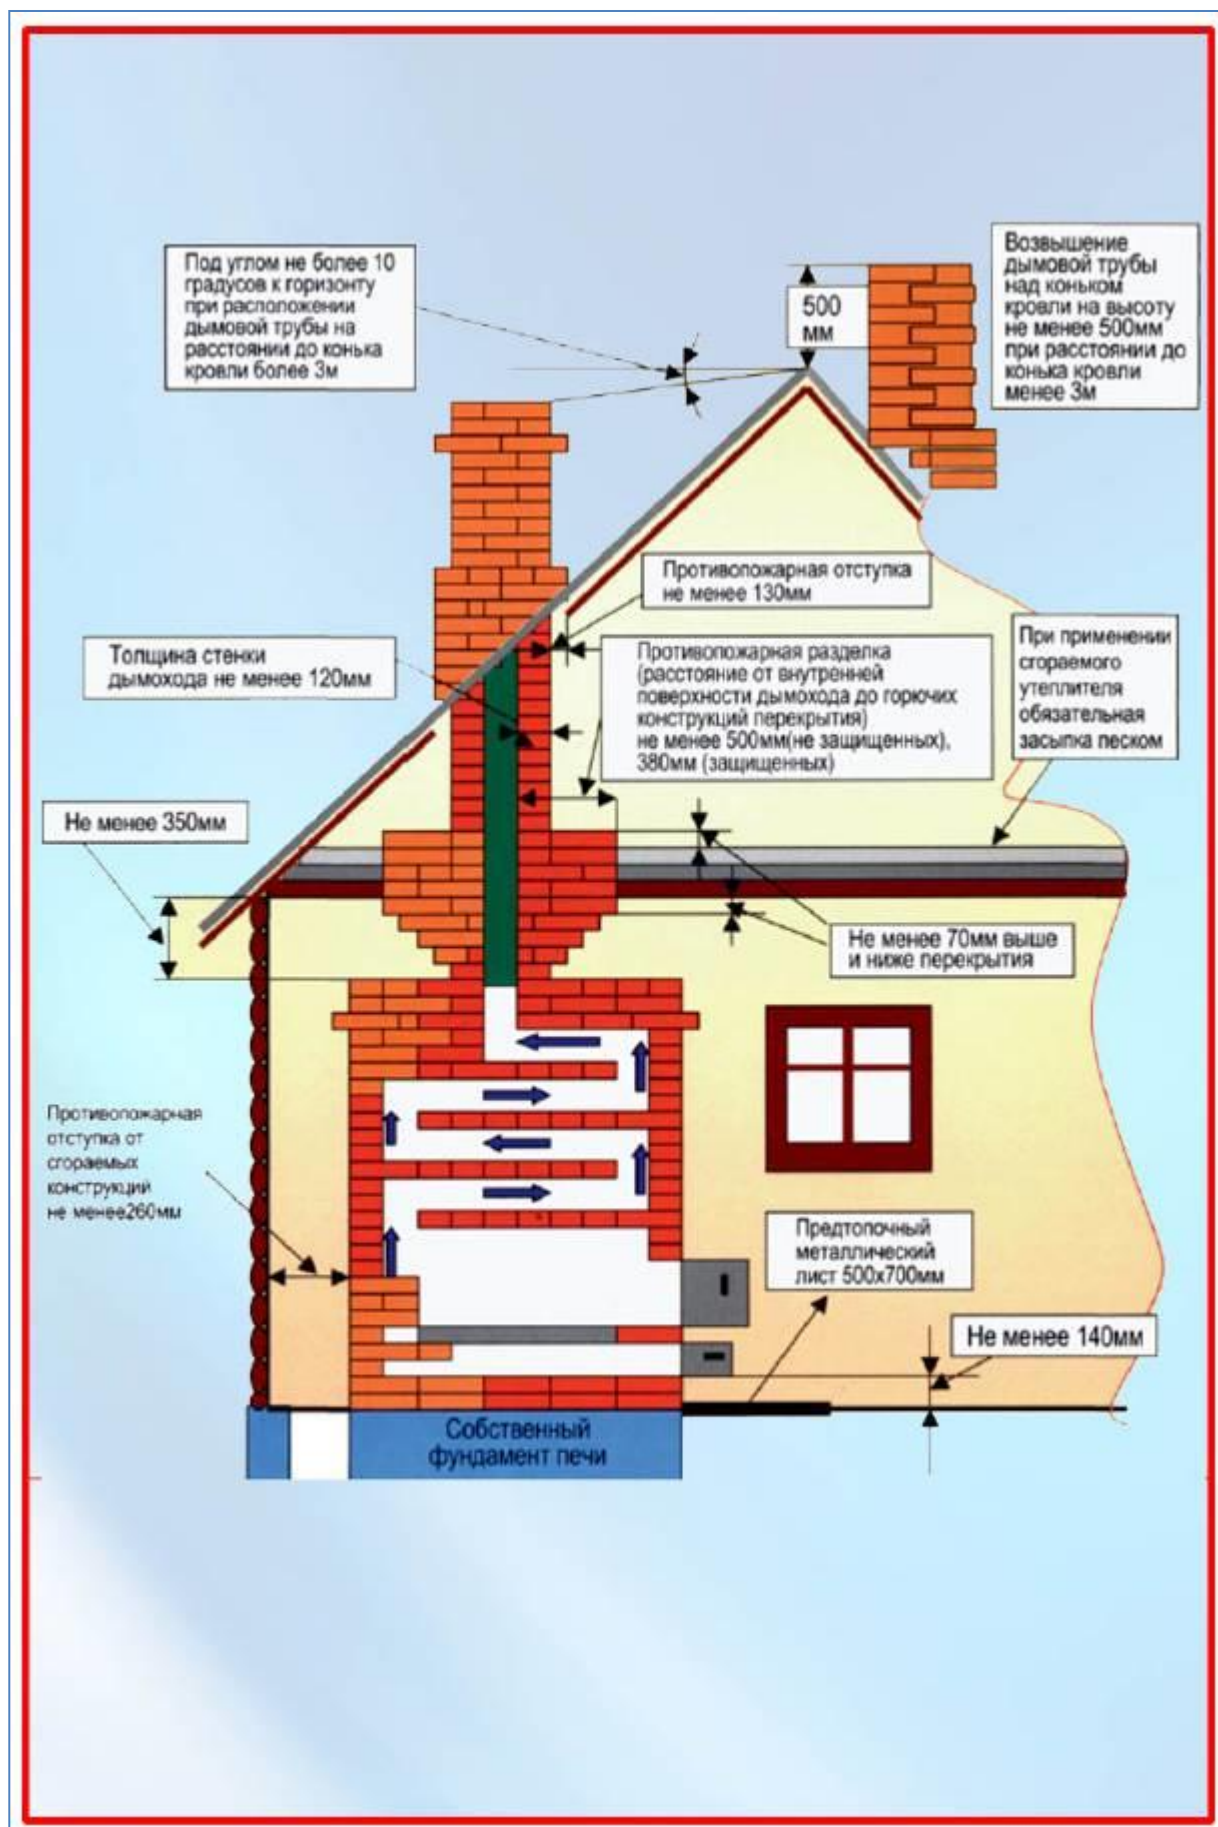 Под углом не более 10
градусов к горизонту
при расположении
дымовой трубы на
расстоянии до конька
кровли более 3м
500
мм
Возвышение
дымовой трубы
над коньком
кровли на высоту
не менее 500мм
при расстоянии до
конька кровли
менее 3м
Противопожарная отступка
не менее 130мм
Толщина стенки
дымохода не менее 120мм
Противопожарная разделка
(расстояние от внутренней
поверхности дымохода до горючих
конструкций перекрытия)
не менее 500мм(не защищенных),
380мм (защищенных)
При применении
сгораемого
утеплителя
обязательная
засыпка песком
Не менее 350мм
Не менее 70мм выше
и ниже перекрытия
Противопожарная
отступка от
сгораемых
конструкций
не менее260мм
Предтопочный
металлический
лист 500х700мм
Не менее 140мм
Собственный
фундамент печи